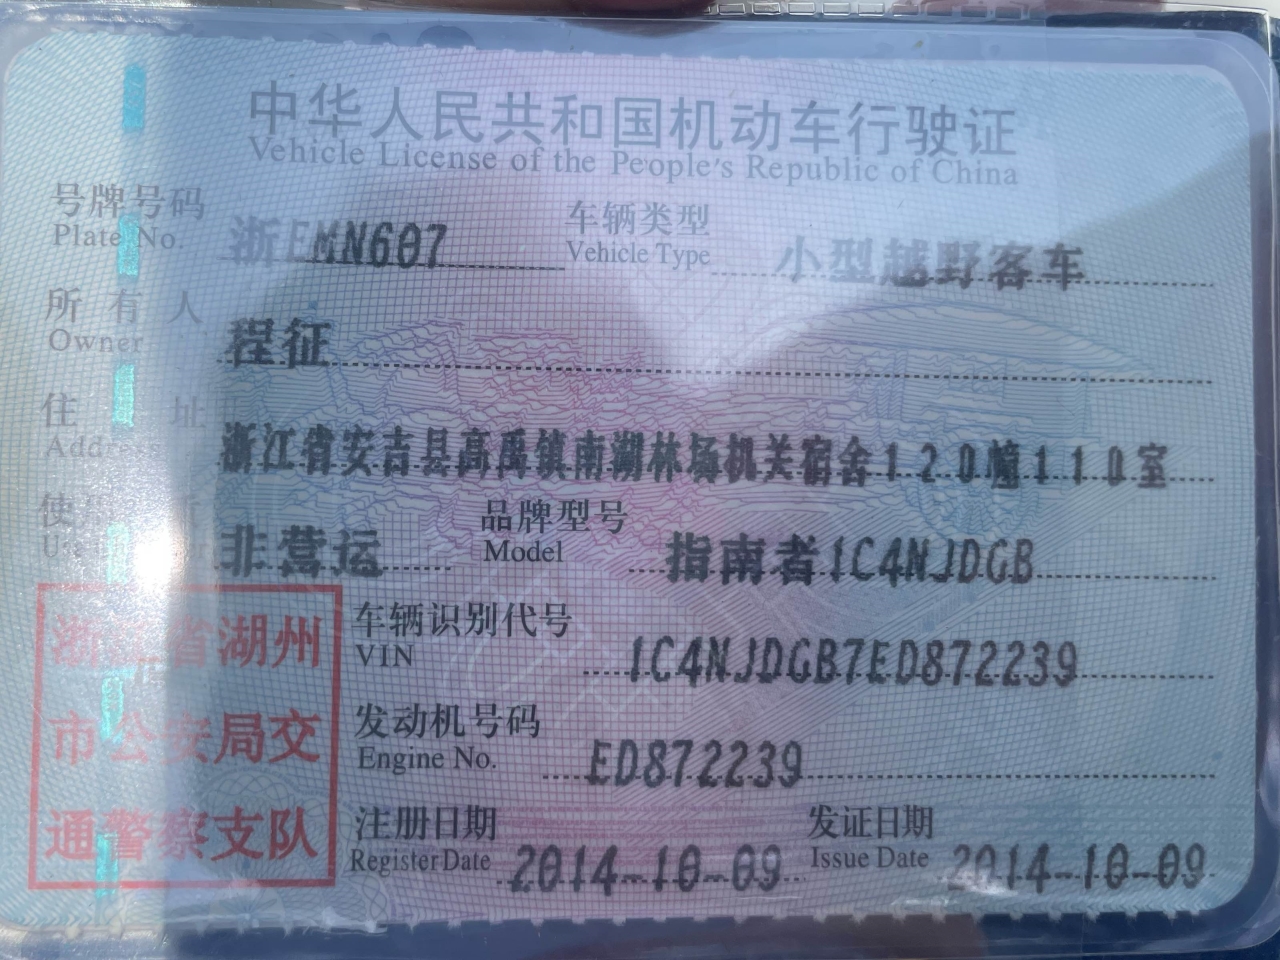 中华人民共和国机动车行驶证
Vehicle License of the People's Republic of China
号牌号码 浙EMN607 车辆类型 小型越野客车
Plate No. Vehicle Type
所有人 程征
Owner
住址 浙江省安吉县高禹镇南湖林场机关宿舍120幢110室
Address
使用 非营运 品牌型号 指南者1C4NJDGB
Model
车辆识别代号
VIN 1C4NJDGB7ED872239
发动机号码
Engine No. ED872239
注册日期 2014-10-09 发证日期 2014-10-09
Register Date Issue Date
浙江省湖州
市公安局交
通警察支队